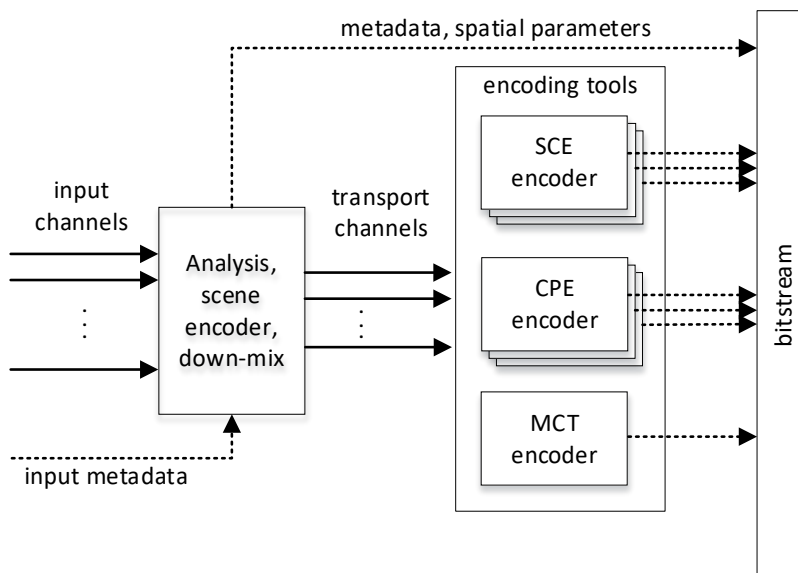 metadata, spatial parameters
encoding tools
SCE
encoder
input
channels
transport
channels
Analysis,
scene
encoder,
down-mix
CPE
encoder
bitstream
MCT
encoder
input metadata